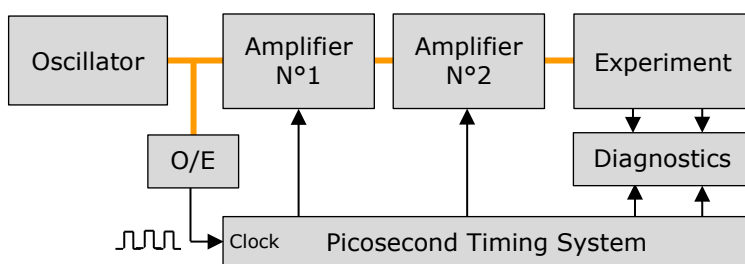 Oscillator
Amplifier
N°1
Amplifier
N°2
Experiment
O/E
Diagnostics
Clock
Picosecond Timing System